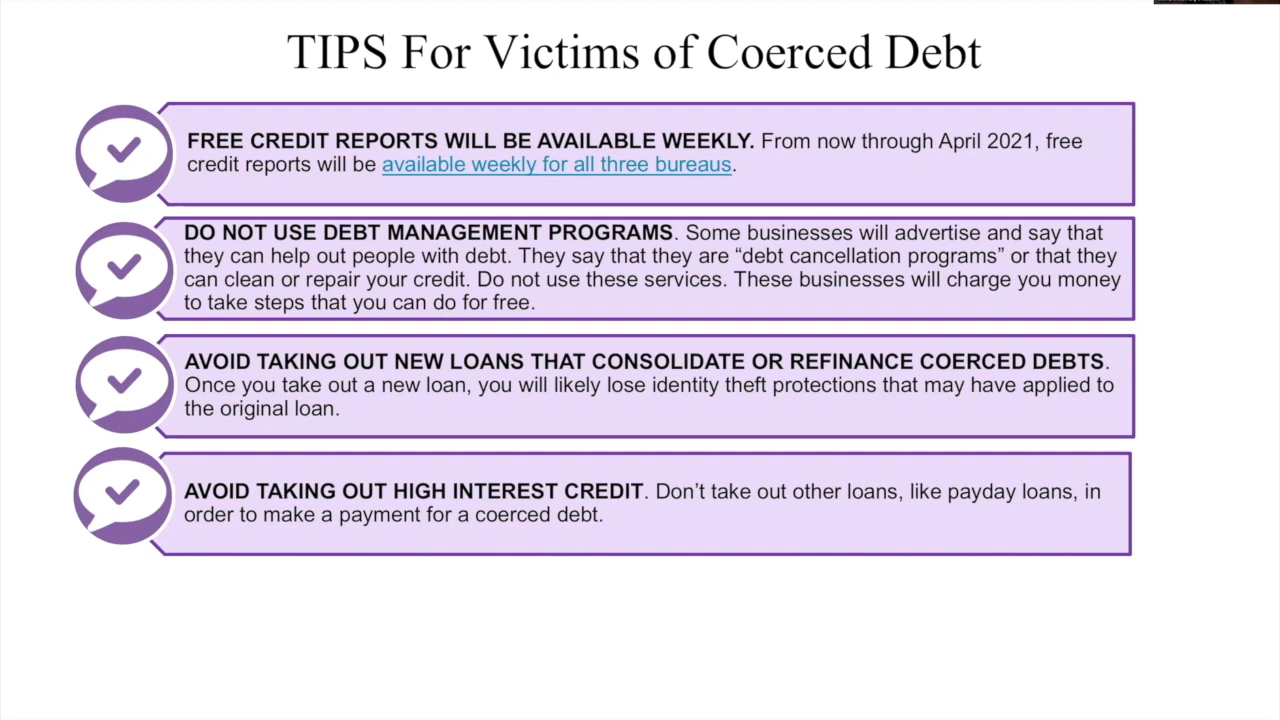 TIPS For Victims of Coerced Debt
FREE CREDIT REPORTS WILL BE AVAILABLE WEEKLY. From now through April 2021, free
credit reports will be available weekly for all three bureaus.
DO NOT USE DEBT MANAGEMENT PROGRAMS. Some businesses will advertise and say that
they can help out people with debt. They say that they are “debt cancellation programs” or that they
can clean or repair your credit. Do not use these services. These businesses will charge you money
to take steps that you can do for free.
AVOID TAKING OUT NEW LOANS THAT CONSOLIDATE OR REFINANCE COERCED DEBTS.
Once you take out a new loan, you will likely lose identity theft protections that may have applied to
the original loan.
AVOID TAKING OUT HIGH INTEREST CREDIT. Don’t take out other loans, like payday loans, in
order to make a payment for a coerced debt.